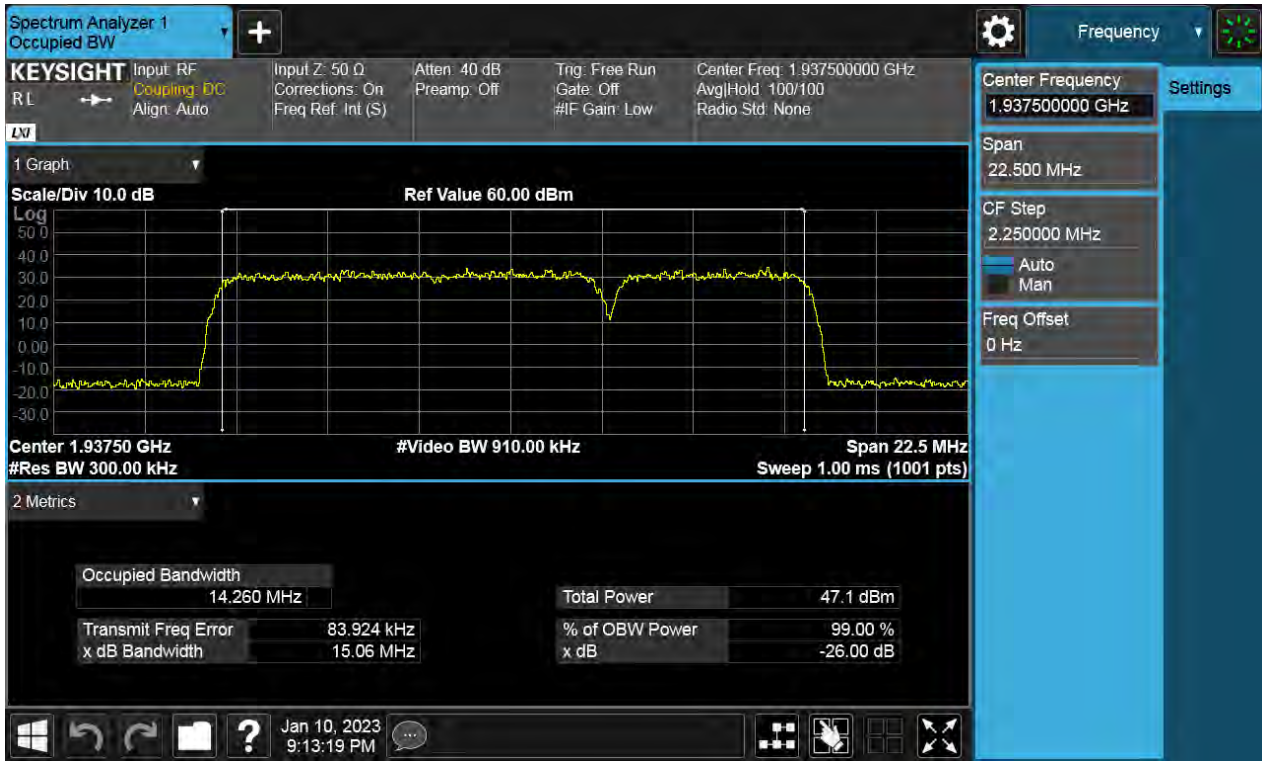 Spectrum Analyzer 1
Occupied BW
+
Frequency
KEYSIGHT
R L
LXI
Input: RF
Coupling: DC
Align: Auto
Input Z: 50 Ω
Corrections: On
Freq Ref: Int (S)
Atten: 40 dB
Preamp: Off
Trig: Free Run
Gate: Off
#IF Gain: Low
Center Freq: 1.937500000 GHz
Avg|Hold: 100/100
Radio Std: None
Center Frequency
1.937500000 GHz
Settings
Span
22.500 MHz
CF Step
2.250000 MHz
Auto
Man
Freq Offset
0 Hz
1 Graph
Scale/Div 10.0 dB
Ref Value 60.00 dBm
Log
50.0
40.0
30.0
20.0
10.0
0.00
-10.0
-20.0
-30.0
Center 1.93750 GHz
#Video BW 910.00 kHz
Span 22.5 MHz
#Res BW 300.00 kHz
Sweep 1.00 ms (1001 pts)
2 Metrics
Occupied Bandwidth
14.260 MHz
Total Power 47.1 dBm
Transmit Freq Error 83.924 kHz
% of OBW Power 99.00 %
x dB Bandwidth 15.06 MHz
x dB -26.00 dB
?
Jan 10, 2023
9:13:19 PM